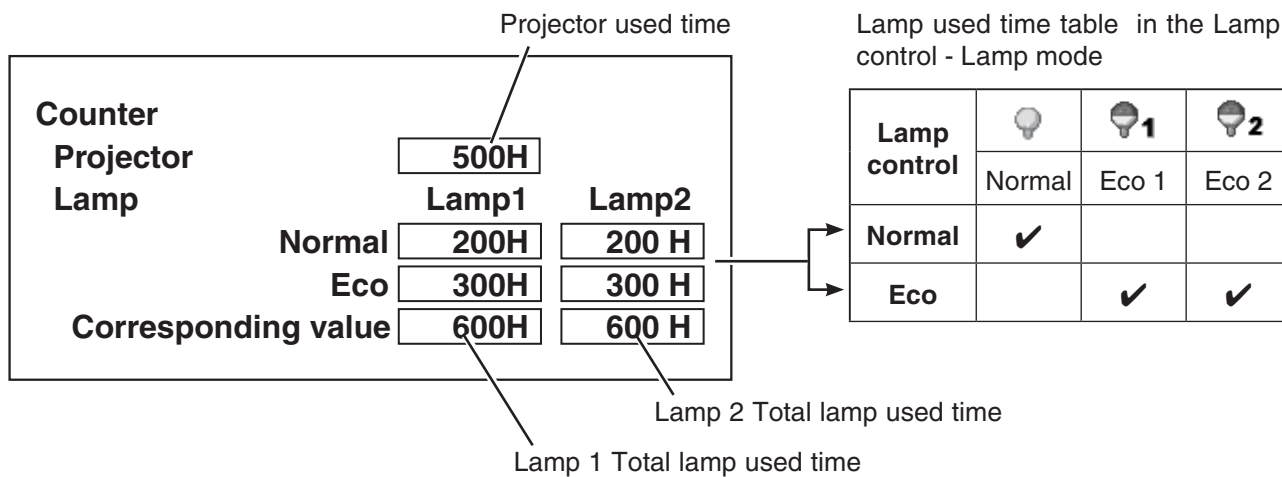 Projector used time
Lamp used time table in the Lamp
control - Lamp mode
Counter
Projector 500H
Lamp Lamp1 Lamp2
Normal 200H 200 H
Eco 300H 300 H
Corresponding value 600H 600 H
Lamp 2 Total lamp used time
Lamp 1 Total lamp used time
Lamp
control
1 2
Normal Eco 1 Eco 2
Normal ✔
Eco ✔ ✔